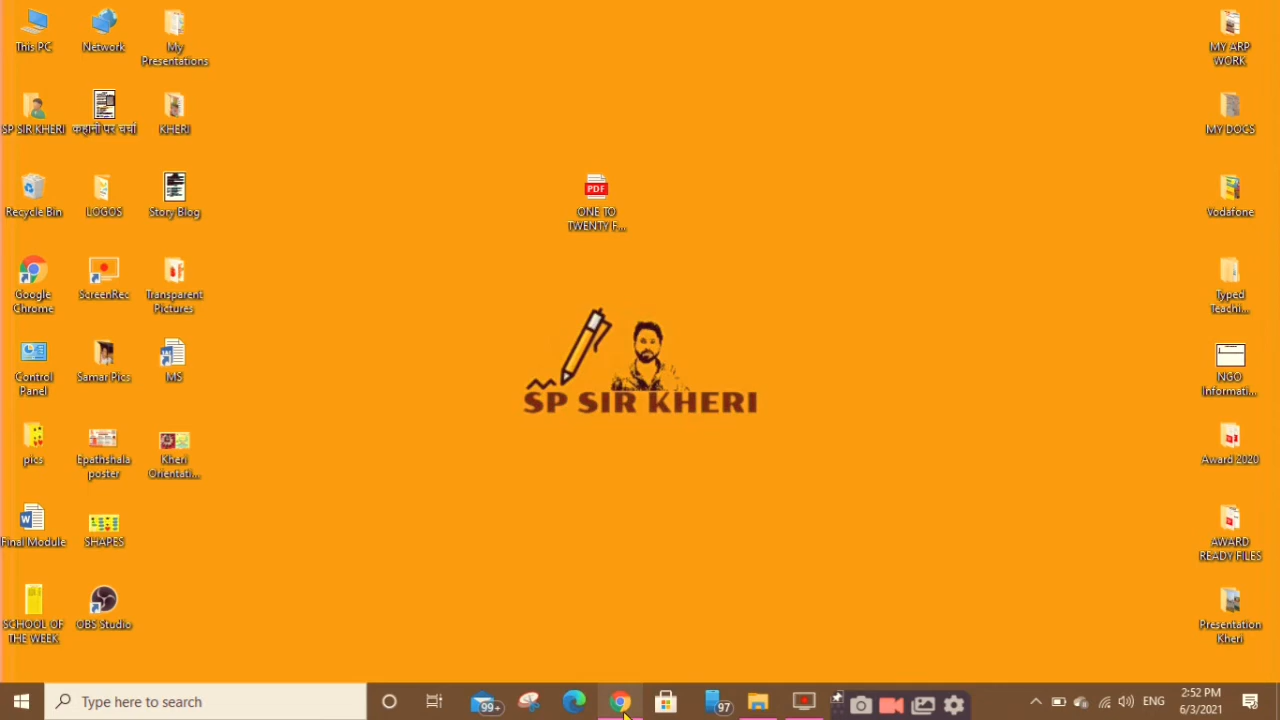 This PC
Network
My
Presentations
SP SIR KHERI
कहानी पर चर्चा
KHERI
Recycle Bin
LOGOS
Story Blog
Google
Chrome
ScreenRec
Transparent
Pictures
Control
Panel
Samar Pics
MS
pics
Epathshala
poster
Kheri
Orientati...
Final Module
SHAPES
SCHOOL OF
THE WEEK
OBS Studio
PDF
ONE TO
TWENTY F...
SP SIR KHERI
MY ARP
WORK
MY DOCS
Vodafone
Typed
Teachi...
NGO
Informati...
Award 2020
AWARD
READY FILES
Presentation
Kheri
Type here to search
99+
97
ENG
2:52 PM
6/3/2021